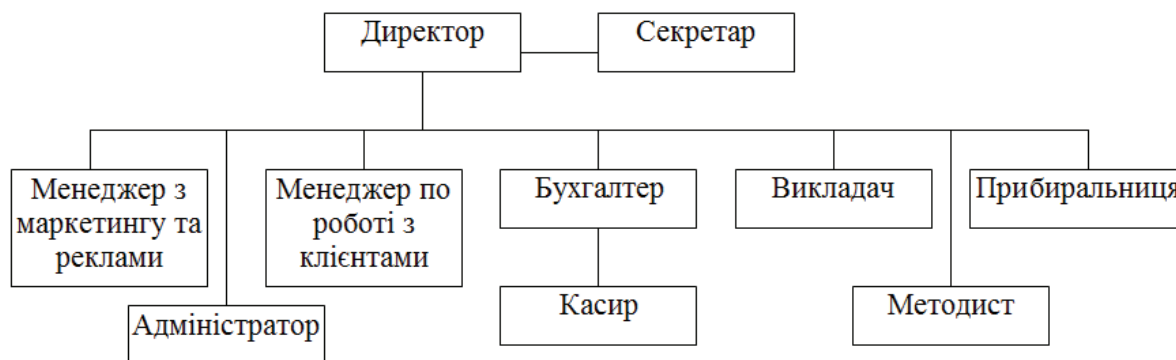 Директор
Секретар
Менеджер з
маркетингу та
реклами
Менеджер по
роботі з
клієнтами
Бухгалтер
Викладач
Прибиральниця
Адміністратор
Касир
Методист